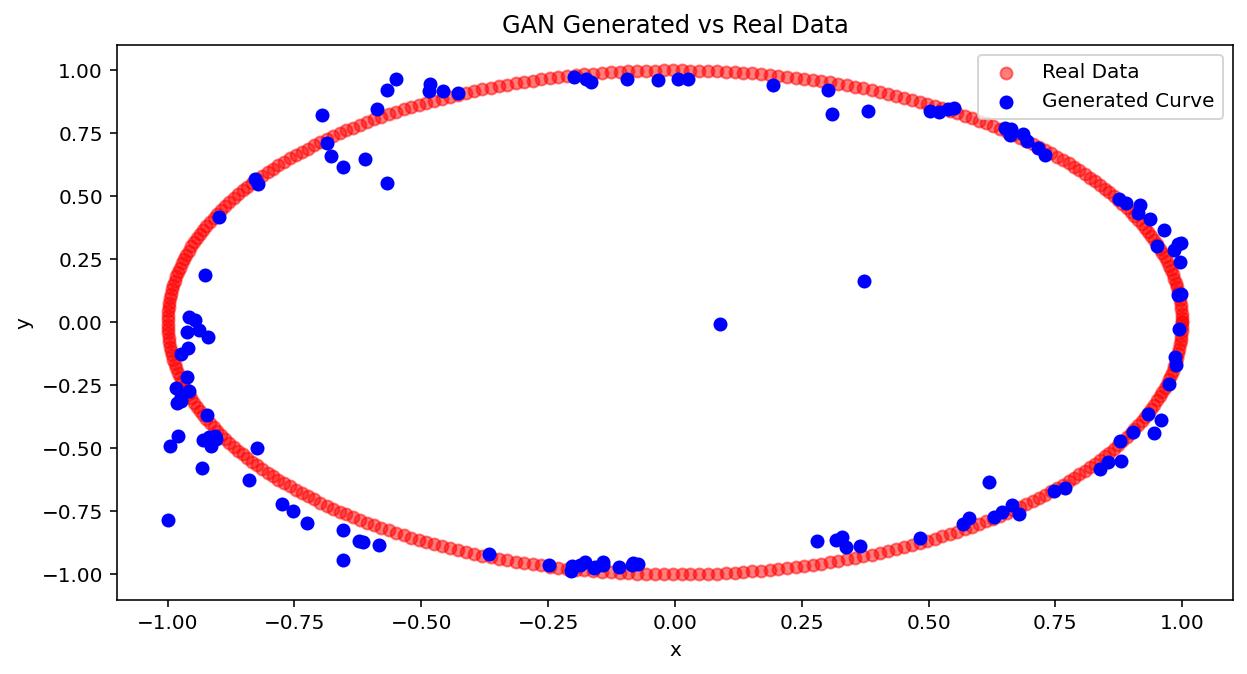 GAN Generated vs Real Data
Real Data
Generated Curve
1.00
0.75
0.50
0.25
0.00
−0.25
−0.50
−0.75
−1.00
y
−1.00 −0.75 −0.50 −0.25 0.00 0.25 0.50 0.75 1.00
x